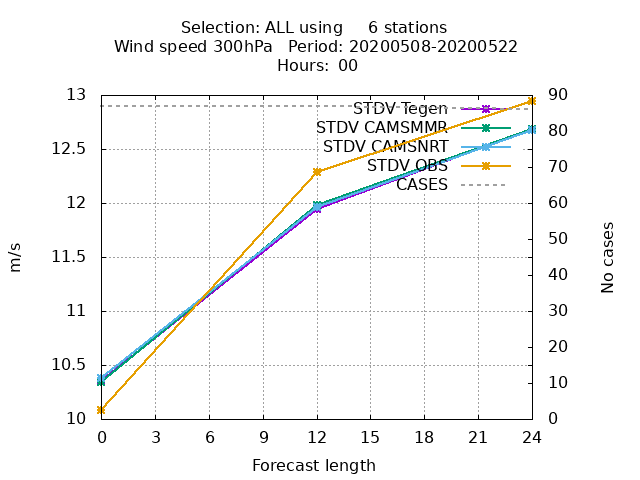 Selection: ALL using     6 stations
Wind speed 300hPa   Period: 20200508-20200522
Hours:  00
13
12.5
12
11.5
11
10.5
10
m/s
STDV Tegen
STDV CAMSMMR
STDV CAMSNRT
STDV OBS
CASES
90
80
70
60
50
40
30
20
10
0
No cases
0 3 6 9 12 15 18 21 24
Forecast length